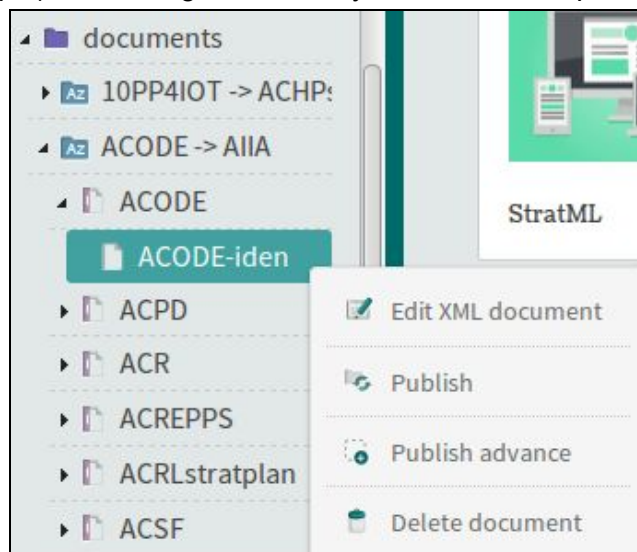 documents
10PP4IOT -> ACHP
ACODE -> AIIA
ACODE
ACODE-iden
ACPD
ACR
ACREPPS
ACRLstratplan
ACSF
StratML
Edit XML document
Publish
Publish advance
Delete document